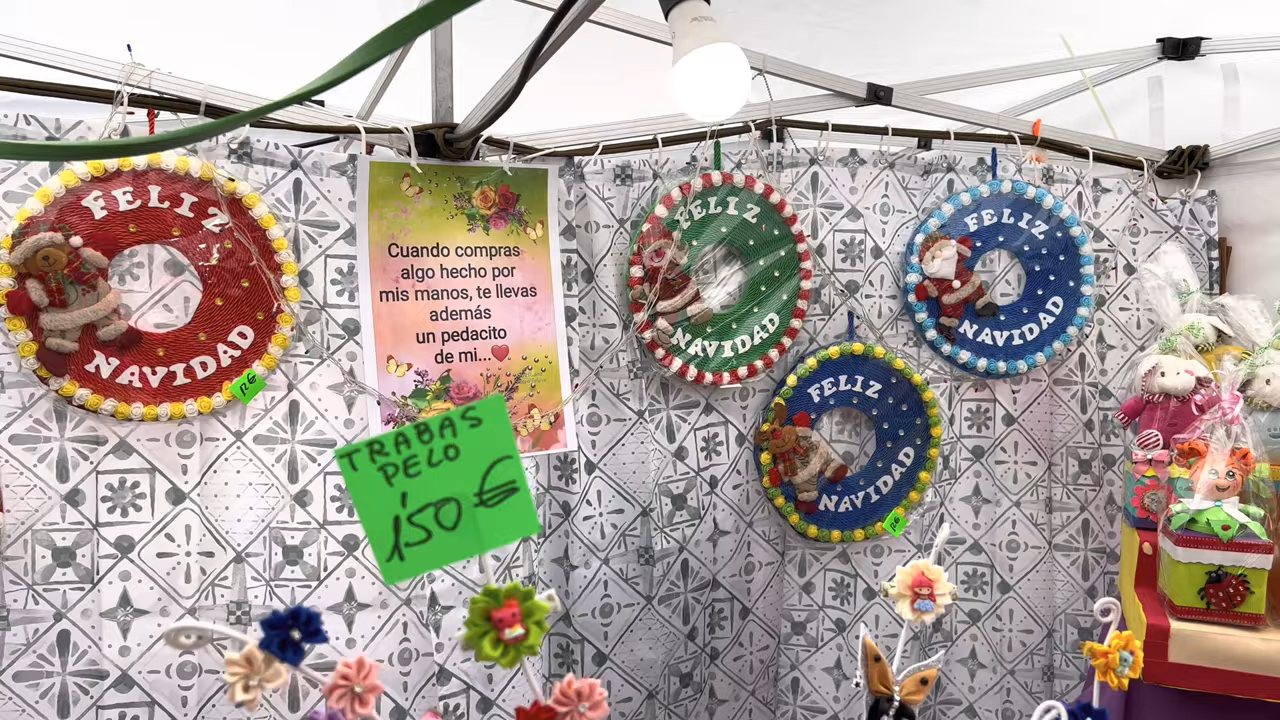 FELIZ
NAVIDAD
Cuando compras
algo hecho por
mis manos, te llevas
además
un pedacito
de mi...❤
FELIZ
NAVIDAD
FELIZ
NAVIDAD
FELIZ
NAVIDAD
TRABAS
PELO
1'50 €